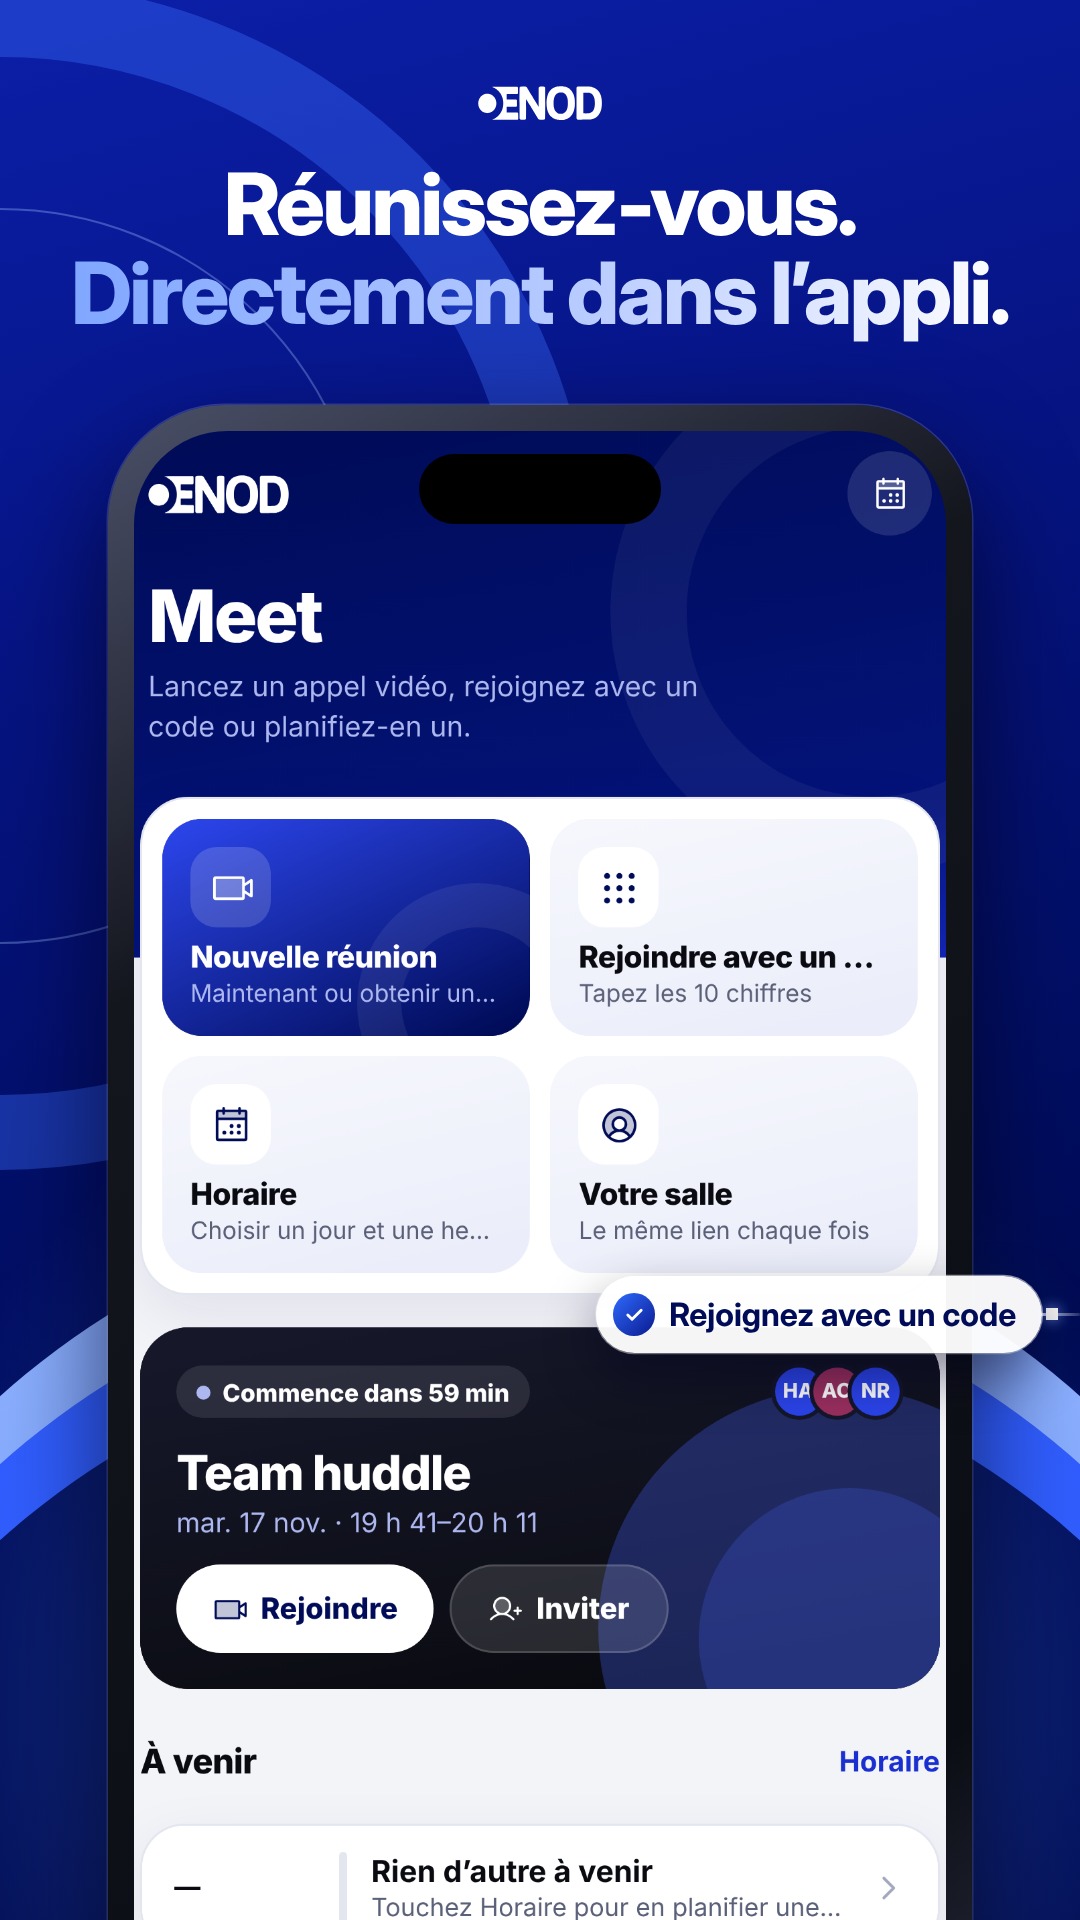 ENOD
Réunissez-vous.
Directement dans l’appli.
ENOD
Meet
Lancez un appel vidéo, rejoignez avec un
code ou planifiez-en un.
Nouvelle réunion
Maintenant ou obtenir un…
Rejoindre avec un …
Tapez les 10 chiffres
Horaire
Choisir un jour et une he…
Votre salle
Le même lien chaque fois
Rejoignez avec un code
Commence dans 59 min
HA AC NR
Team huddle
mar. 17 nov. · 19 h 41–20 h 11
Rejoindre
Inviter
À venir
Horaire
—
Rien d’autre à venir
Touchez Horaire pour en planifier une…